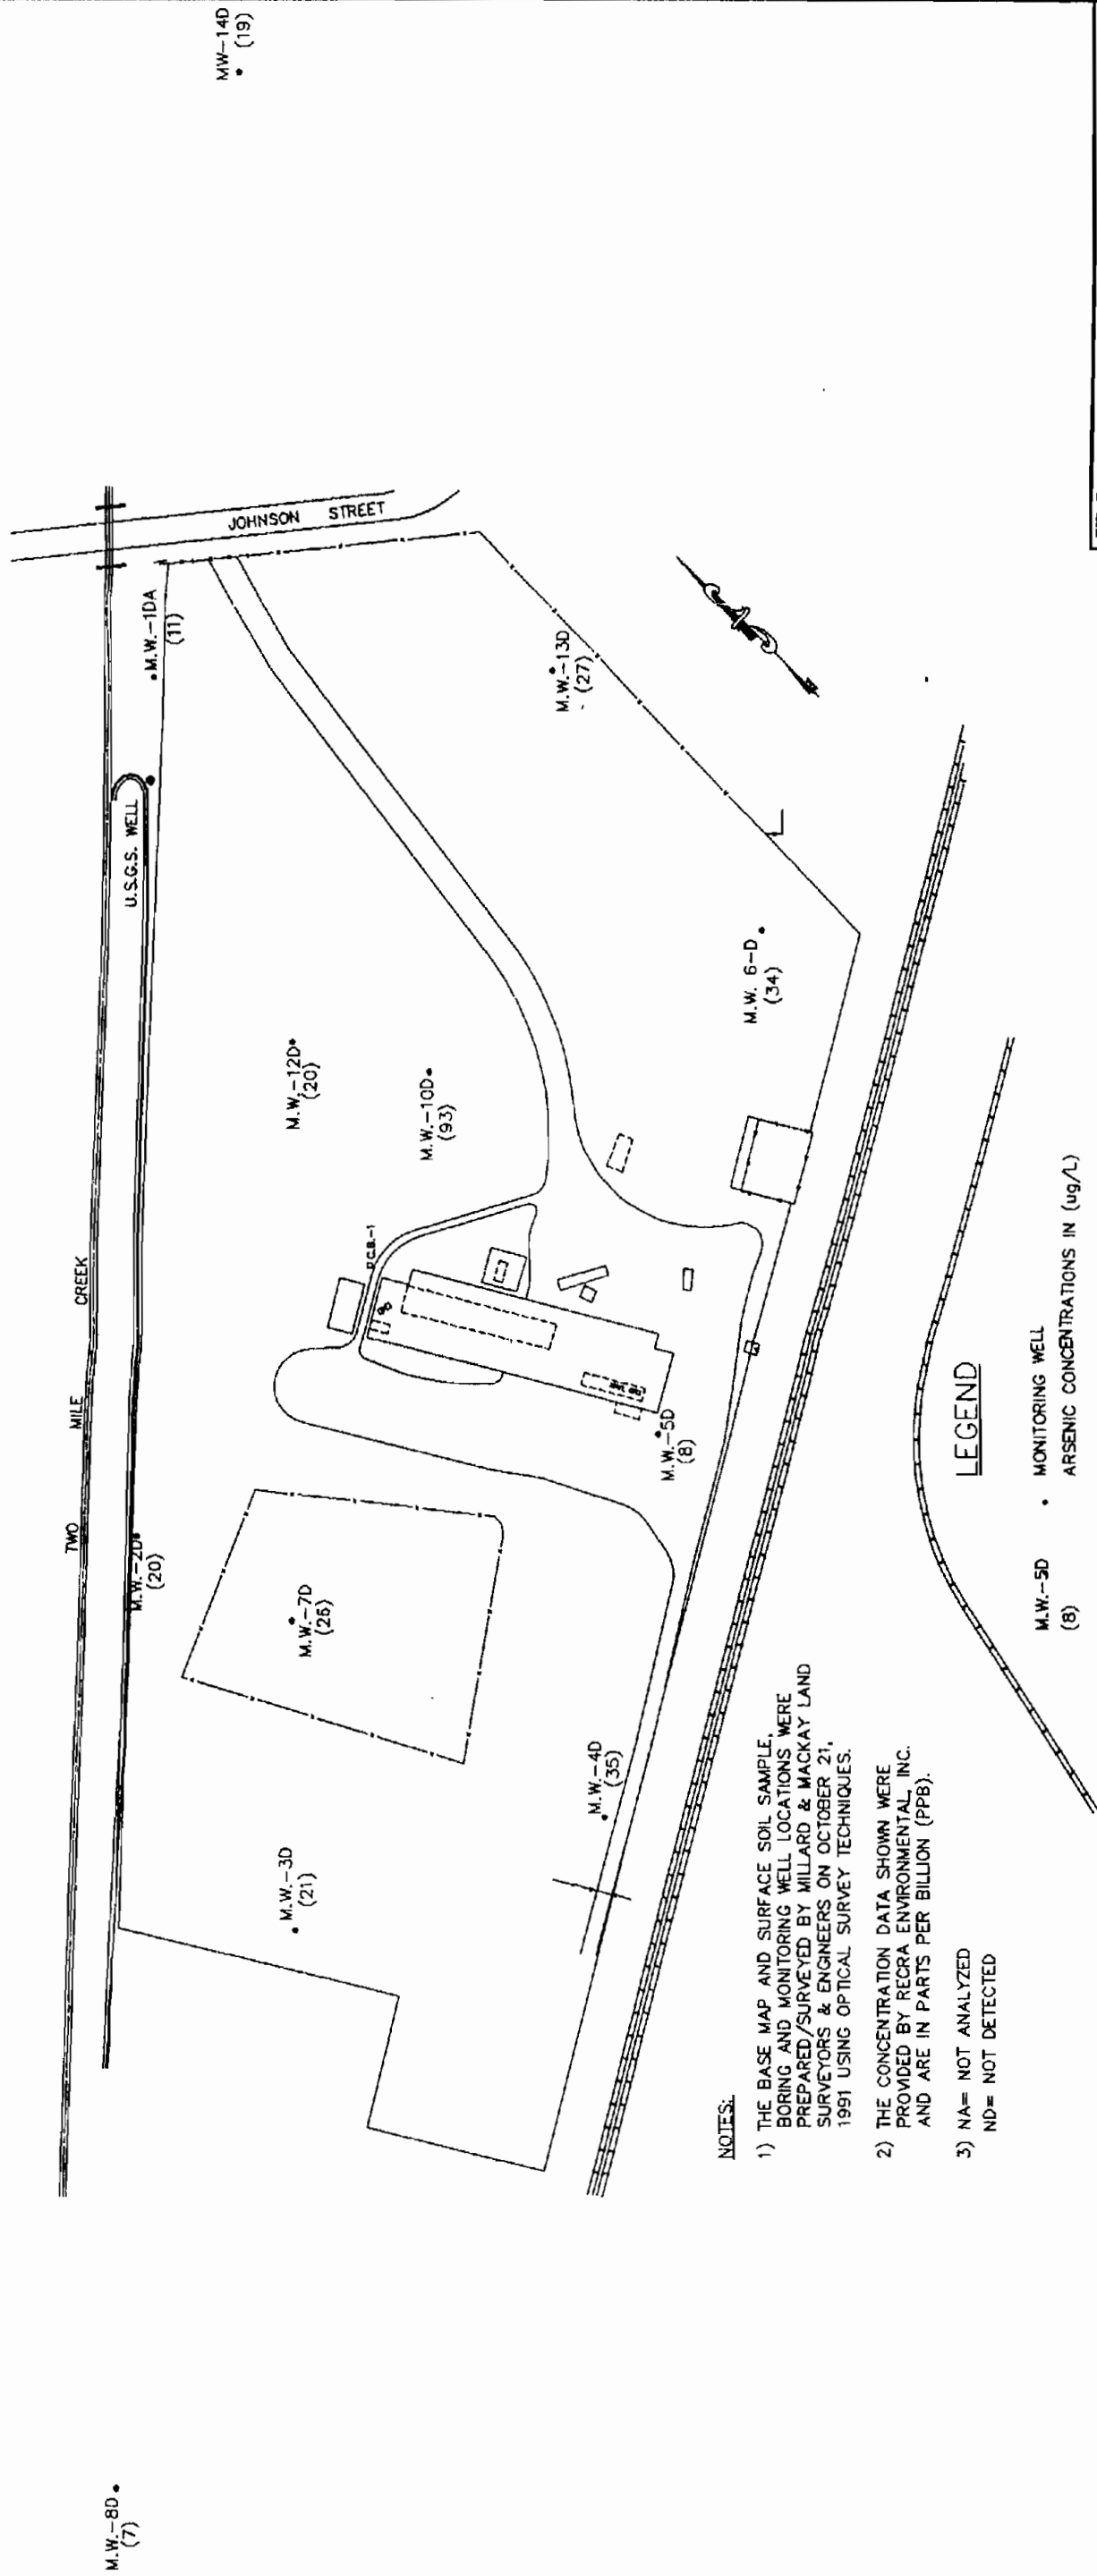 TWO MILE CREEK
M.W.-8D
(7)
M.W.-2D
(20)
U.S.G.S. WELL
M.W.-1DA
(11)
JOHNSON STREET
MW-14D
(19)
M.W.-3D
(21)
M.W.-7D
(26)
M.W.-12D
(20)
M.W.-10D
(93)
C.B.-1
M.W.-13D
(27)
M.W.-4D
(35)
M.W.-5D
(8)
M.W. 6-D
(34)
NOTES:
1) THE BASE MAP AND SURFACE SOIL SAMPLE,
BORING AND MONITORING WELL LOCATIONS WERE
PREPARED/SURVEYED BY MILLARD & MACKAY LAND
SURVEYORS & ENGINEERS ON OCTOBER 21,
1991 USING OPTICAL SURVEY TECHNIQUES.
2) THE CONCENTRATION DATA SHOWN WERE
PROVIDED BY RECRA ENVIRONMENTAL, INC.
AND ARE IN PARTS PER BILLION (PPB).
3) NA= NOT ANALYZED
ND= NOT DETECTED
LEGEND
M.W.-5D • MONITORING WELL
(8) ARSENIC CONCENTRATIONS IN (ug/L)